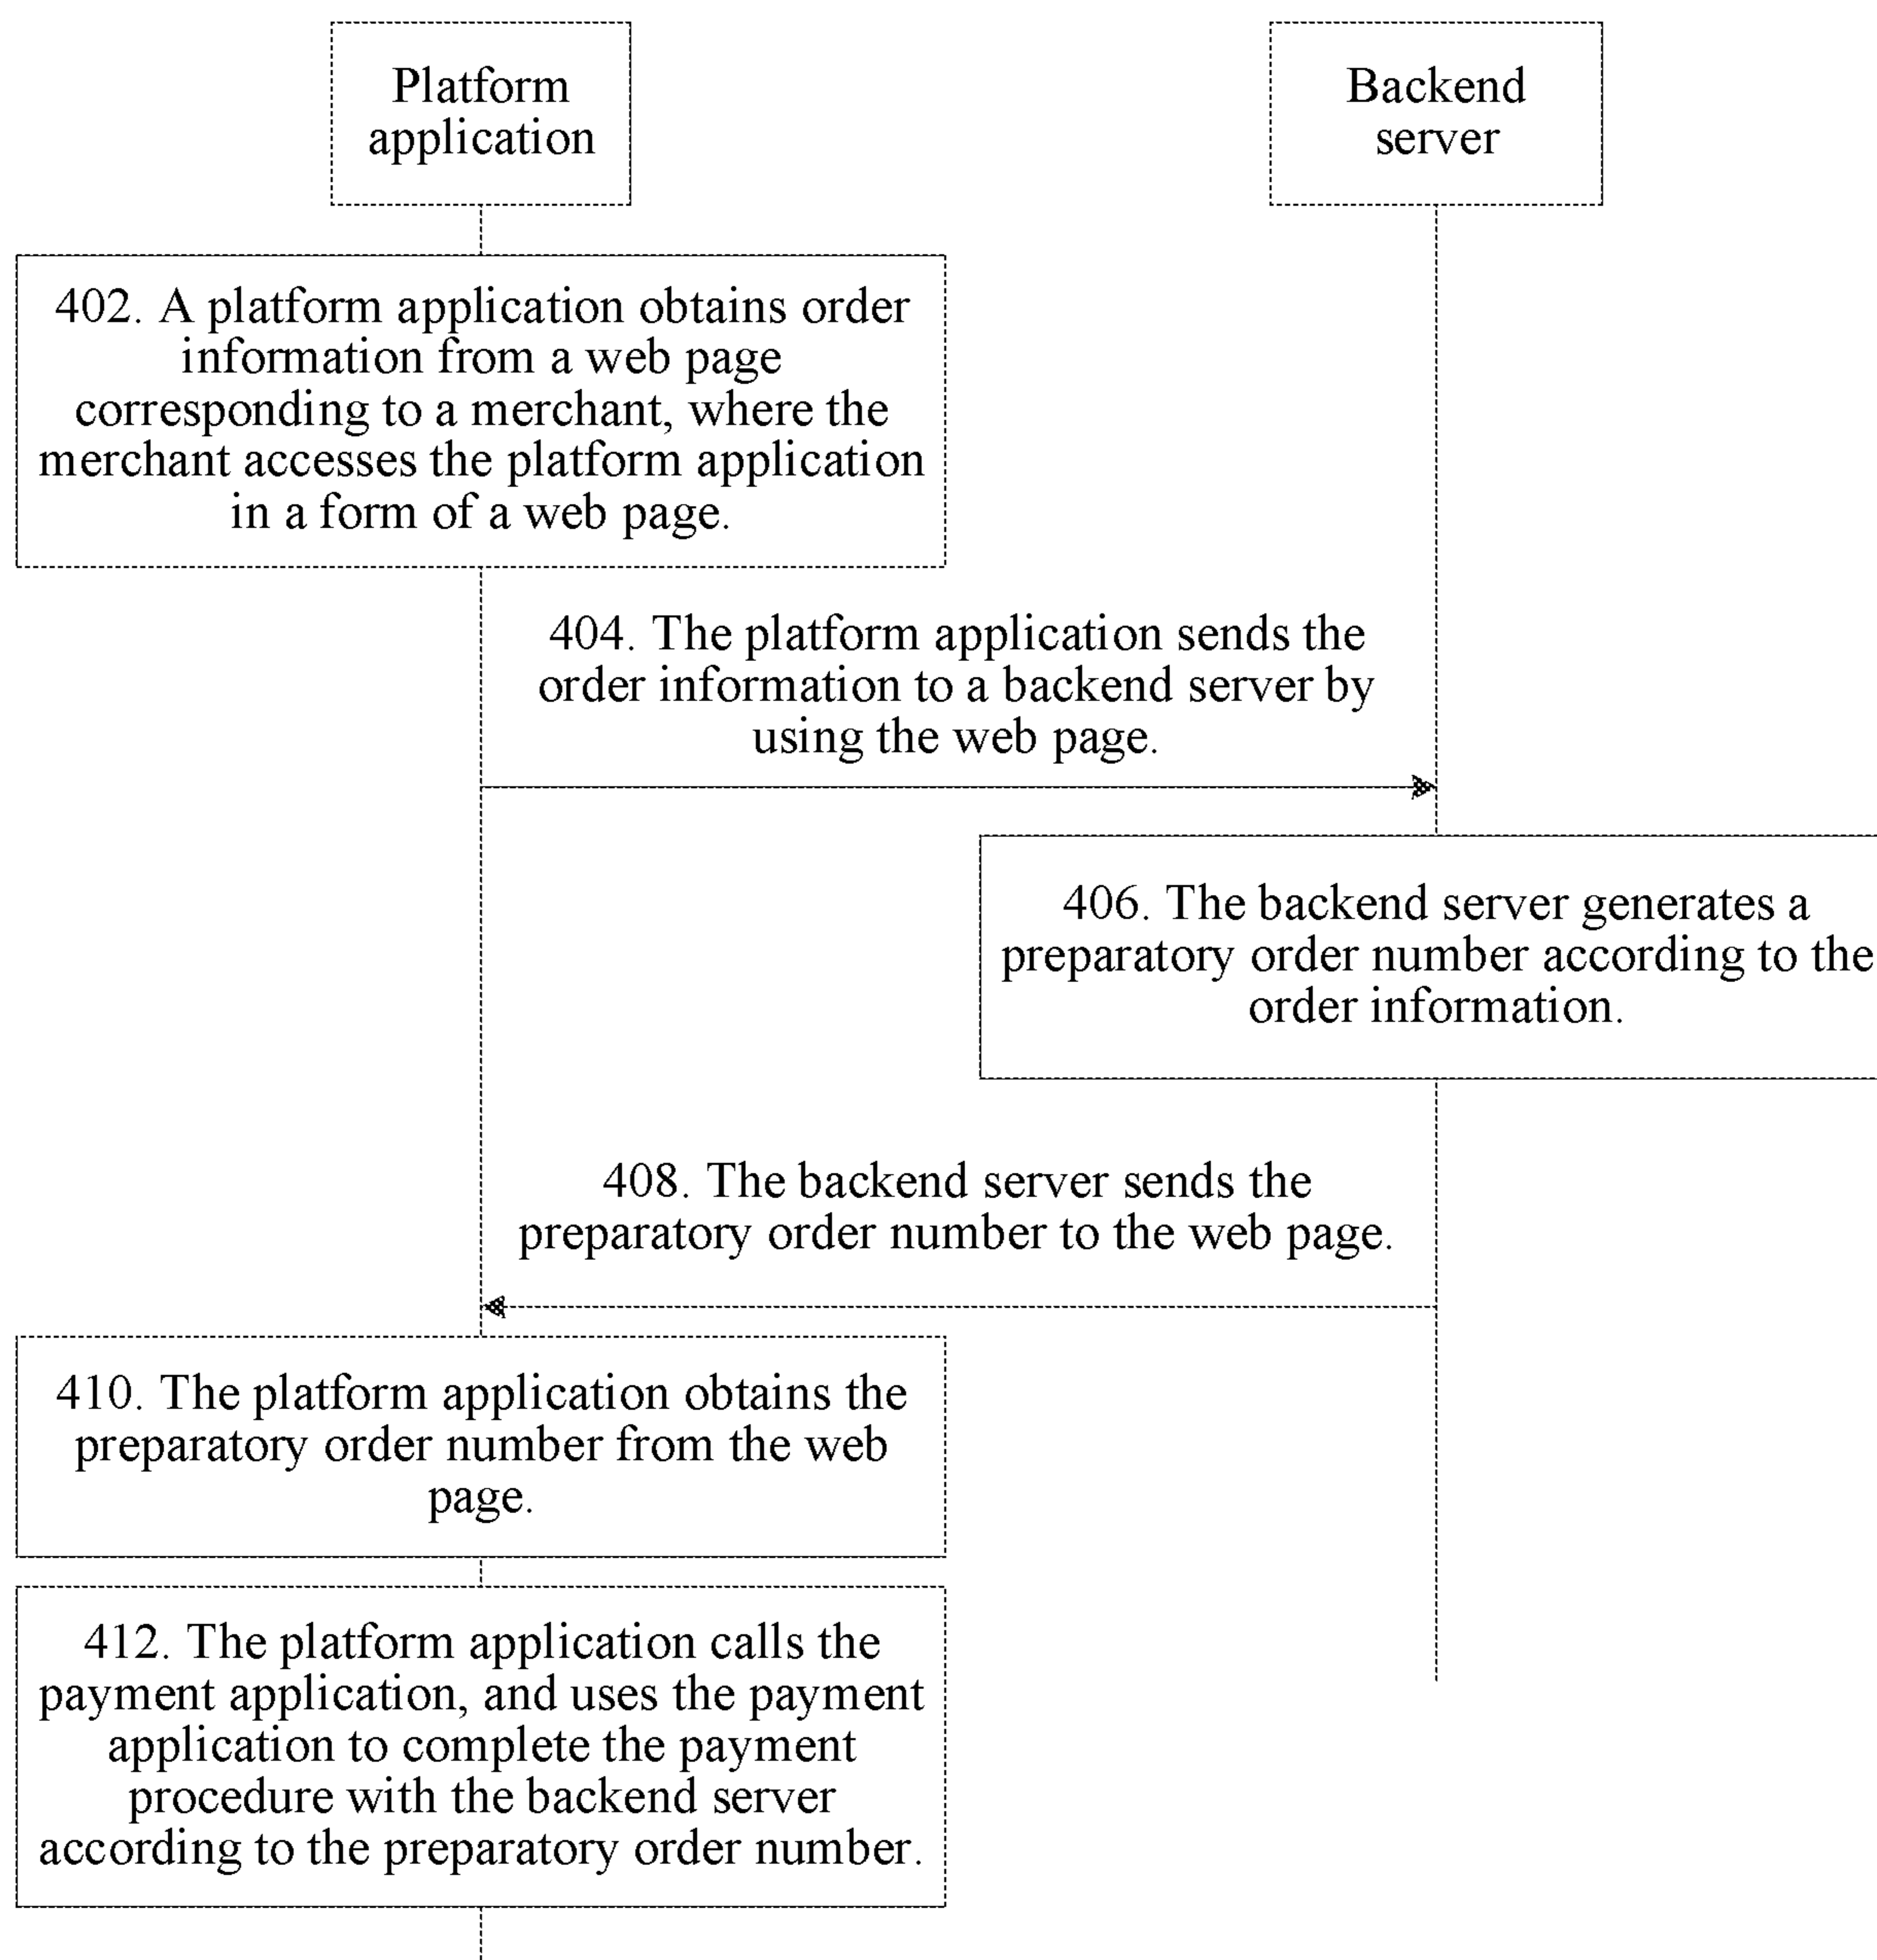 Platform
application
Backend
server
402. A platform application obtains order
information from a web page
corresponding to a merchant, where the
merchant accesses the platform application
in a form of a web page.
404. The platform application sends the
order information to a backend server by
using the web page.
406. The backend server generates a
preparatory order number according to the
order information.
408. The backend server sends the
preparatory order number to the web page.
410. The platform application obtains the
preparatory order number from the web
page.
412. The platform application calls the
payment application, and uses the payment
application to complete the payment
procedure with the backend server
according to the preparatory order number.